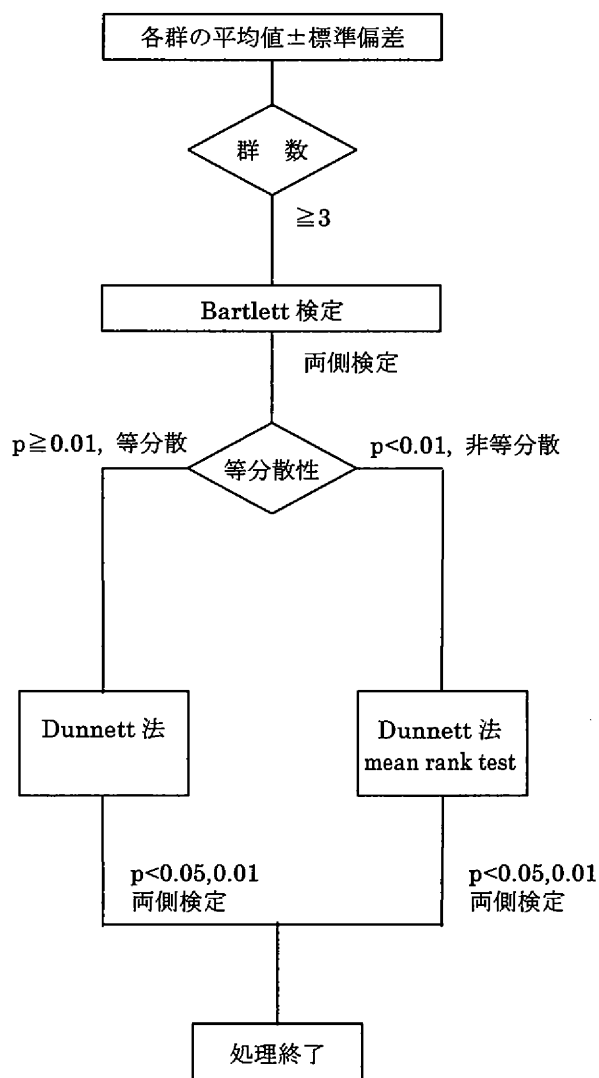 各群の平均値±標準偏差
群 数
≧3
Bartlett 検定
両側検定
p≧0.01, 等分散
等分散性
p<0.01, 非等分散
Dunnett 法
Dunnett 法
mean rank test
p<0.05,0.01
両側検定
p<0.05,0.01
両側検定
処理終了